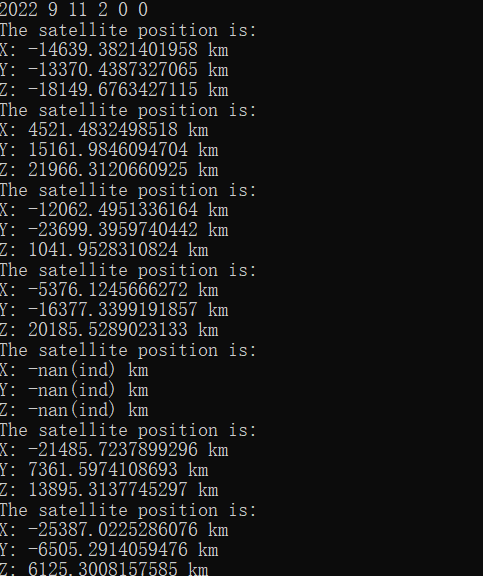 2022 9 11 2 0 0
The satellite position is:
X: -14639.3821401958 km
Y: -13370.4387327065 km
Z: -18149.6763427115 km
The satellite position is:
X: 4521.4832498518 km
Y: 15161.9846094704 km
Z: 21966.3120660925 km
The satellite position is:
X: -12062.4951336164 km
Y: -23699.3959740442 km
Z: 1041.9528310824 km
The satellite position is:
X: -5376.1245666272 km
Y: -16377.3399191857 km
Z: 20185.5289023133 km
The satellite position is:
X: -nan(ind) km
Y: -nan(ind) km
Z: -nan(ind) km
The satellite position is:
X: -21485.7237899296 km
Y: 7361.5974108693 km
Z: 13895.3137745297 km
The satellite position is:
X: -25387.0225286076 km
Y: -6505.2914059476 km
Z: 6125.3008157585 km